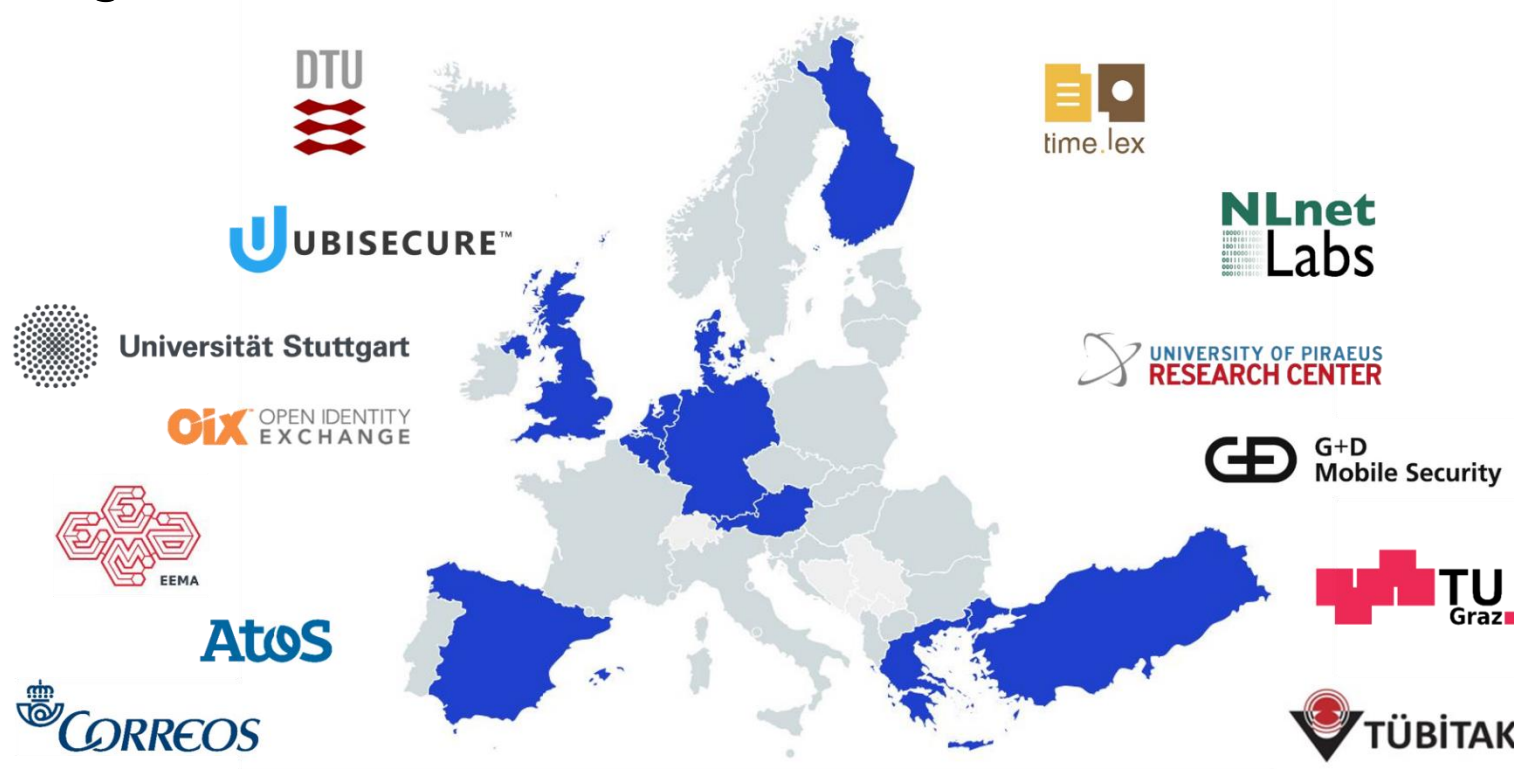 DTU
time.lex
UBISECURE™
NLnet
Labs
Universität Stuttgart
UNIVERSITY OF PIRAEUS
RESEARCH CENTER
OIX OPEN IDENTITY
EXCHANGE
G+D
Mobile Security
EEMA
TU
Graz
AtoS
CORREOS
TÜBİTAK